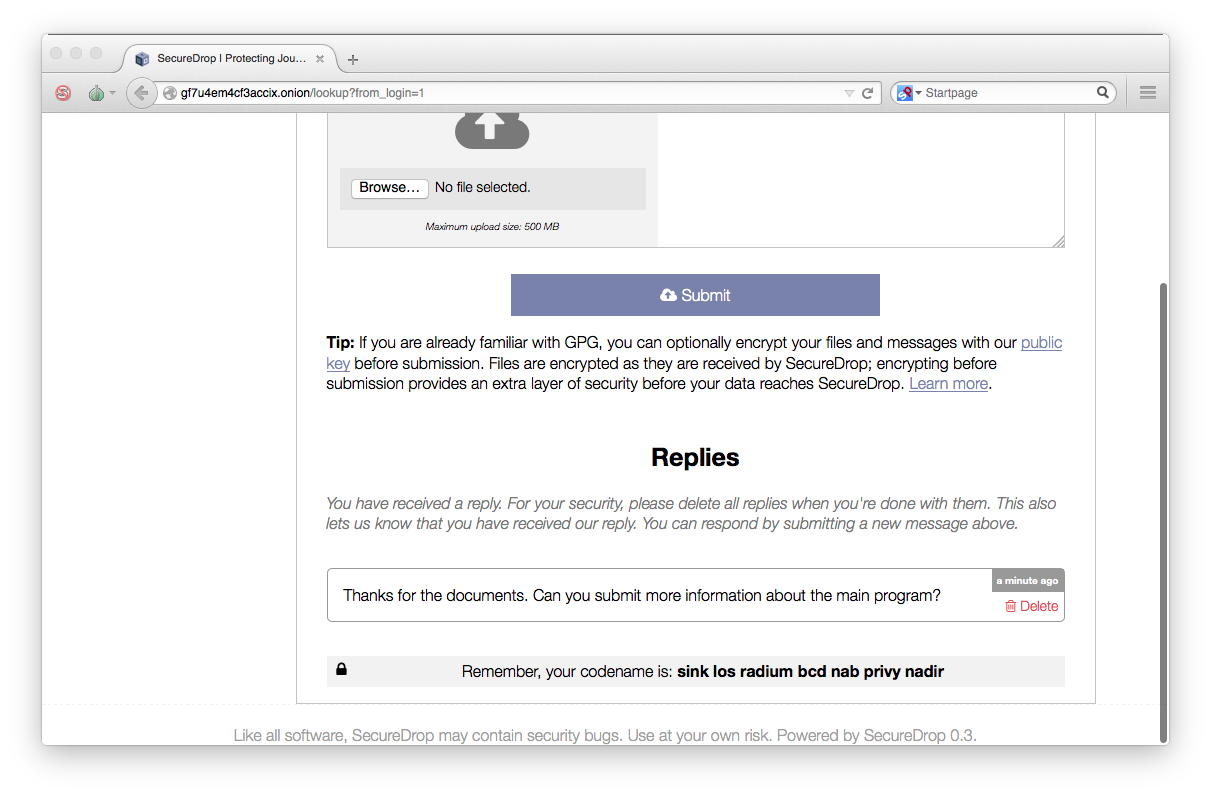 SecureDrop | Protecting Jou...
gf7u4em4cf3accix.onion/lookup?from_login=1
Startpage
Browse... No file selected.
Maximum upload size: 500 MB
Submit
Tip: If you are already familiar with GPG, you can optionally encrypt your files and messages with our public
key before submission. Files are encrypted as they are received by SecureDrop; encrypting before
submission provides an extra layer of security before your data reaches SecureDrop. Learn more.
Replies
You have received a reply. For your security, please delete all replies when you're done with them. This also
lets us know that you have received our reply. You can respond by submitting a new message above.
a minute ago
Thanks for the documents. Can you submit more information about the main program?
Delete
Remember, your codename is: sink los radium bcd nab privy nadir
Like all software, SecureDrop may contain security bugs. Use at your own risk. Powered by SecureDrop 0.3.